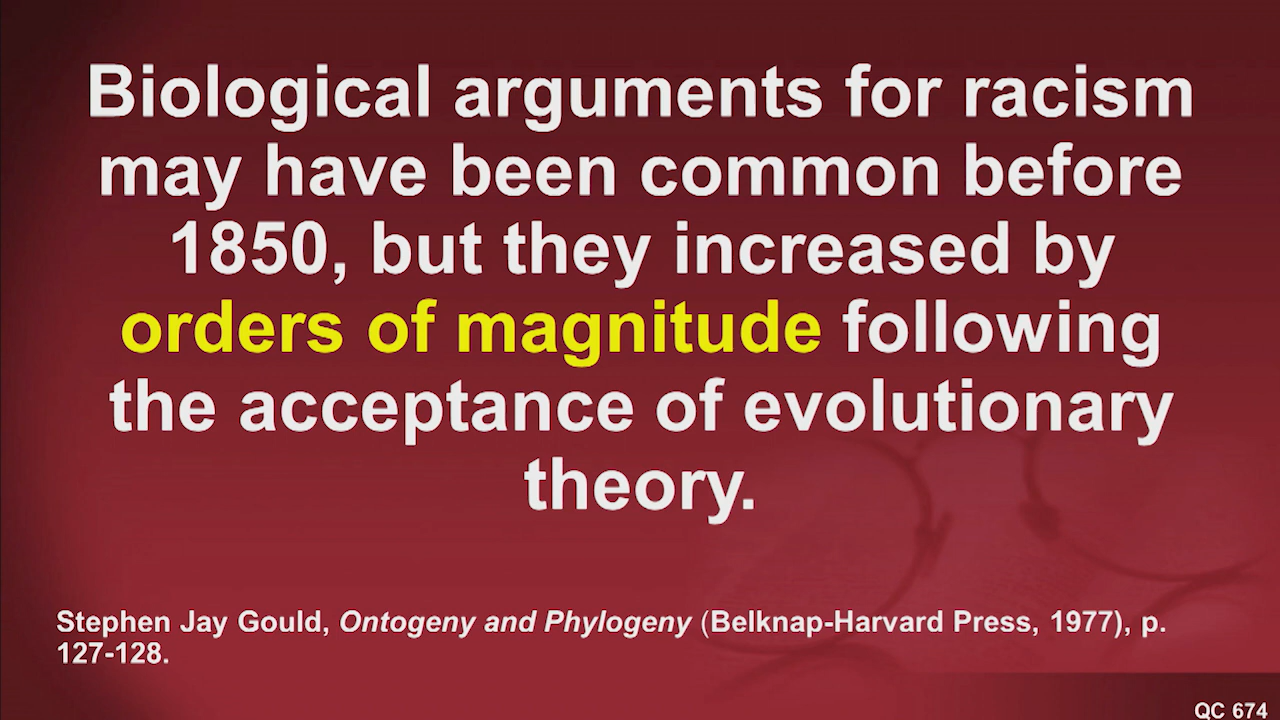 Biological arguments for racism
may have been common before
1850, but they increased by
orders of magnitude following
the acceptance of evolutionary
theory.
Stephen Jay Gould, Ontogeny and Phylogeny (Belknap-Harvard Press, 1977), p.
127-128.
QC 674